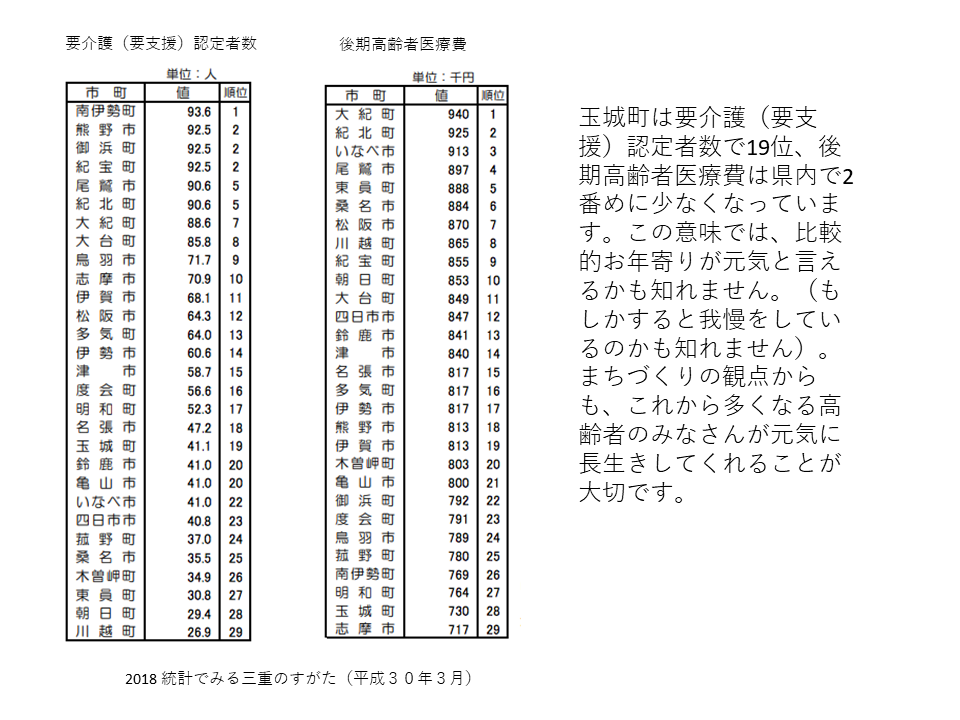 要介護（要支援）認定者数
単位：人
市 町 値 順位
南伊勢町 93.6 1
熊 野 市 92.5 2
御 浜 町 92.5 2
紀 宝 町 92.5 2
尾 鷲 市 90.6 5
紀 北 町 90.6 5
大 紀 町 88.6 7
大 台 町 85.8 8
鳥 羽 市 71.7 9
志 摩 市 70.9 10
伊 賀 市 68.1 11
松 阪 市 64.3 12
多 気 町 64.0 13
伊 勢 市 60.6 14
津 市 58.7 15
度 会 町 56.6 16
明 和 町 52.3 17
名 張 市 47.2 18
玉 城 町 41.1 19
鈴 鹿 市 41.0 20
亀 山 市 41.0 20
いなべ市 41.0 22
四日市市 40.8 23
菰 野 町 37.0 24
桑 名 市 35.5 25
木曽岬町 34.9 26
東 員 町 30.8 27
朝 日 町 29.4 28
川 越 町 26.9 29
後期高齢者医療費
単位：千円
市 町 値 順位
大 紀 町 940 1
紀 北 町 925 2
いなべ市 913 3
尾 鷲 市 897 4
東 員 町 888 5
桑 名 市 884 6
松 阪 市 870 7
川 越 町 865 8
紀 宝 町 855 9
朝 日 町 853 10
大 台 町 849 11
四日市市 847 12
鈴 鹿 市 841 13
津 市 840 14
名 張 市 817 15
多 気 町 817 16
伊 勢 市 817 17
熊 野 市 813 18
伊 賀 市 813 19
木曽岬町 803 20
亀 山 市 800 21
御 浜 町 792 22
度 会 町 791 23
鳥 羽 市 789 24
菰 野 町 780 25
南伊勢町 769 26
明 和 町 764 27
玉 城 町 730 28
志 摩 市 717 29
玉城町は要介護（要支
援）認定者数で19位、後
期高齢者医療費は県内で2
番めに少なくなっていま
す。この意味では、比較
的お年寄りが元気と言え
るかも知れません。（も
しかすると我慢をしてい
るのかも知れません）。
まちづくりの観点から
も、これから多くなる高
齢者のみなさんが元気に
長生きしてくれることが
大切です。
2018 統計でみる三重のすがた（平成３０年３月）